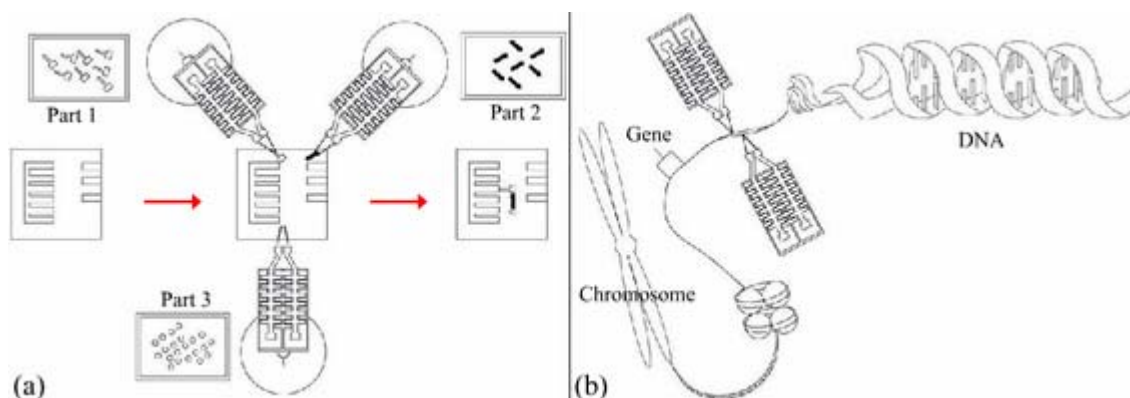 Part 1
Part 2
Part 3
(a)
Gene
DNA
Chromosome
(b)